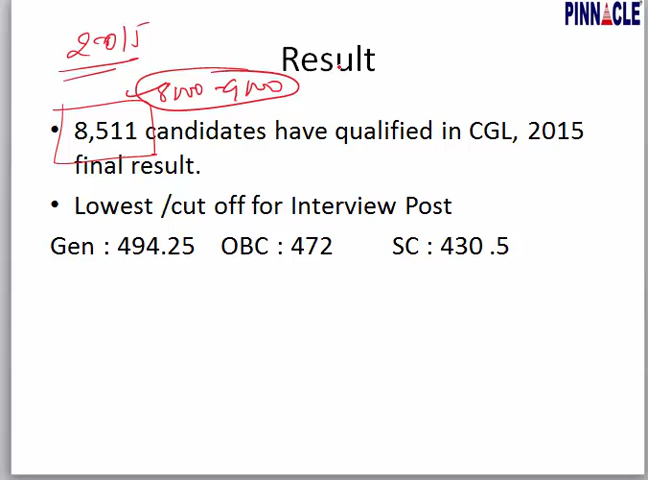 PINNACLE
2015
Result
8000-9000
• 8,511 candidates have qualified in CGL, 2015
final result.
• Lowest /cut off for Interview Post
Gen : 494.25 OBC : 472 SC : 430 .5